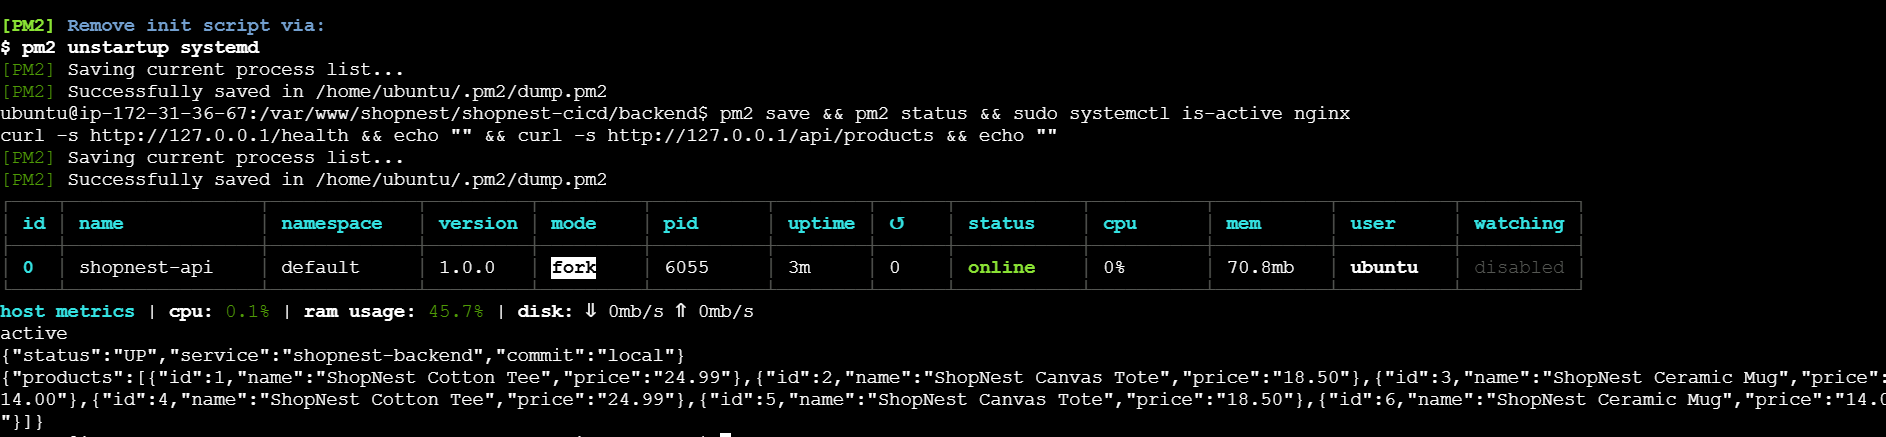 [PM2] Remove init script via:
$ pm2 unstartup systemd
[PM2] Saving current process list...
[PM2] Successfully saved in /home/ubuntu/.pm2/dump.pm2
ubuntu@ip-172-31-36-67:/var/www/shopnest/shopnest-cicd/backend$ pm2 save && pm2 status && sudo systemctl is-active nginx
curl -s http://127.0.0.1/health && echo "" && curl -s http://127.0.0.1/api/products && echo ""
[PM2] Saving current process list...
[PM2] Successfully saved in /home/ubuntu/.pm2/dump.pm2
id name namespace version mode pid uptime ↺ status cpu mem user watching
0 shopnest-api default 1.0.0 fork 6055 3m 0 online 0% 70.8mb ubuntu disabled
host metrics | cpu: 0.1% | ram usage: 45.7% | disk: ⇓ 0mb/s ⇑ 0mb/s
active
{"status":"UP","service":"shopnest-backend","commit":"local"}
{"products":[{"id":1,"name":"ShopNest Cotton Tee","price":"24.99"},{"id":2,"name":"ShopNest Canvas Tote","price":"18.50"},{"id":3,"name":"ShopNest Ceramic Mug","price":
14.00"},{"id":4,"name":"ShopNest Cotton Tee","price":"24.99"},{"id":5,"name":"ShopNest Canvas Tote","price":"18.50"},{"id":6,"name":"ShopNest Ceramic Mug","price":"14.0
"}]}